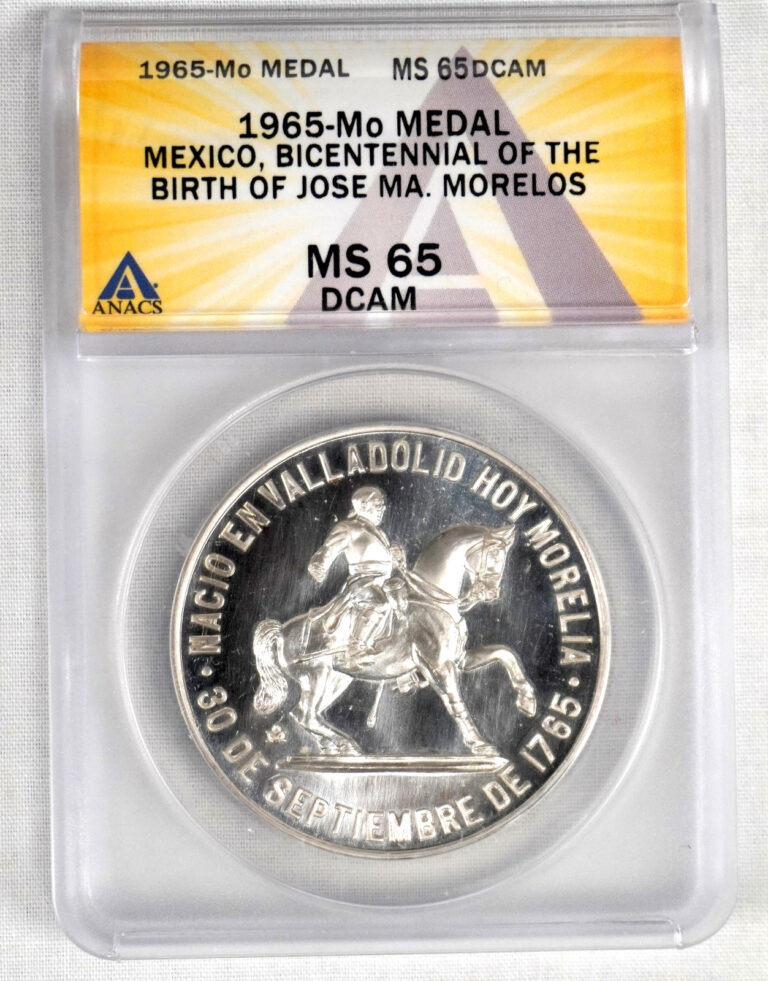 1965-Mo MEDAL MS 65DCAM
1965-Mo MEDAL
MEXICO, BICENTENNIAL OF THE
BIRTH OF JOSE MA. MORELOS
MS 65
DCAM
ANACS
· NACIO EN VALLADOLID HOY MORELIA ·
30 DE SEPTIEMBRE DE 1765